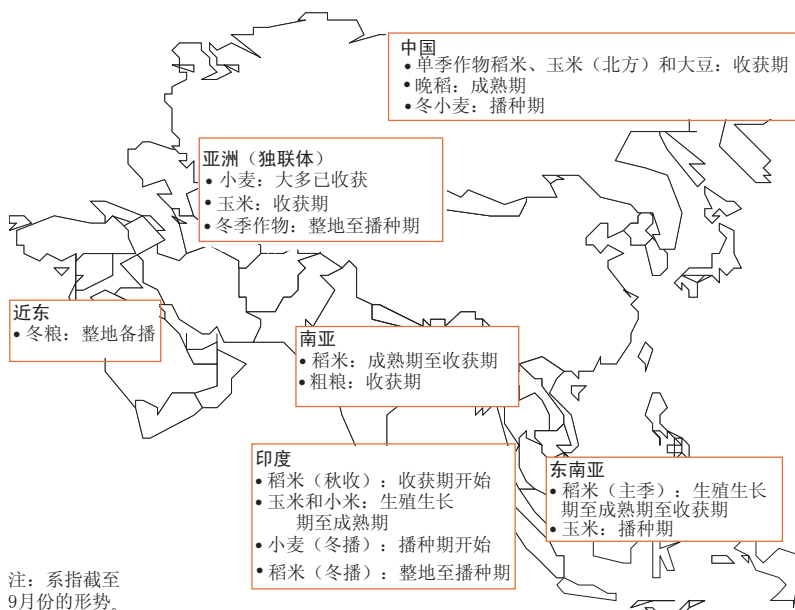 中国
•单季作物稻米、玉米（北方）和大豆：收获期
•晚稻：成熟期
•冬小麦：播种期
亚洲（独联体）
•小麦：大多已收获
•玉米：收获期
•冬季作物：整地至播种期
近东
•冬粮：整地备播
南亚
•稻米：成熟期至收获期
•粗粮：收获期
印度
•稻米（秋收）：收获期开始
•玉米和小米：生殖生长
期至成熟期
•小麦（冬播）：播种期开始
•稻米（冬播）：整地至播种期
东南亚
•稻米（主季）：生殖生长
期至成熟期至收获期
•玉米：播种期
注：系指截至
9月份的形势。